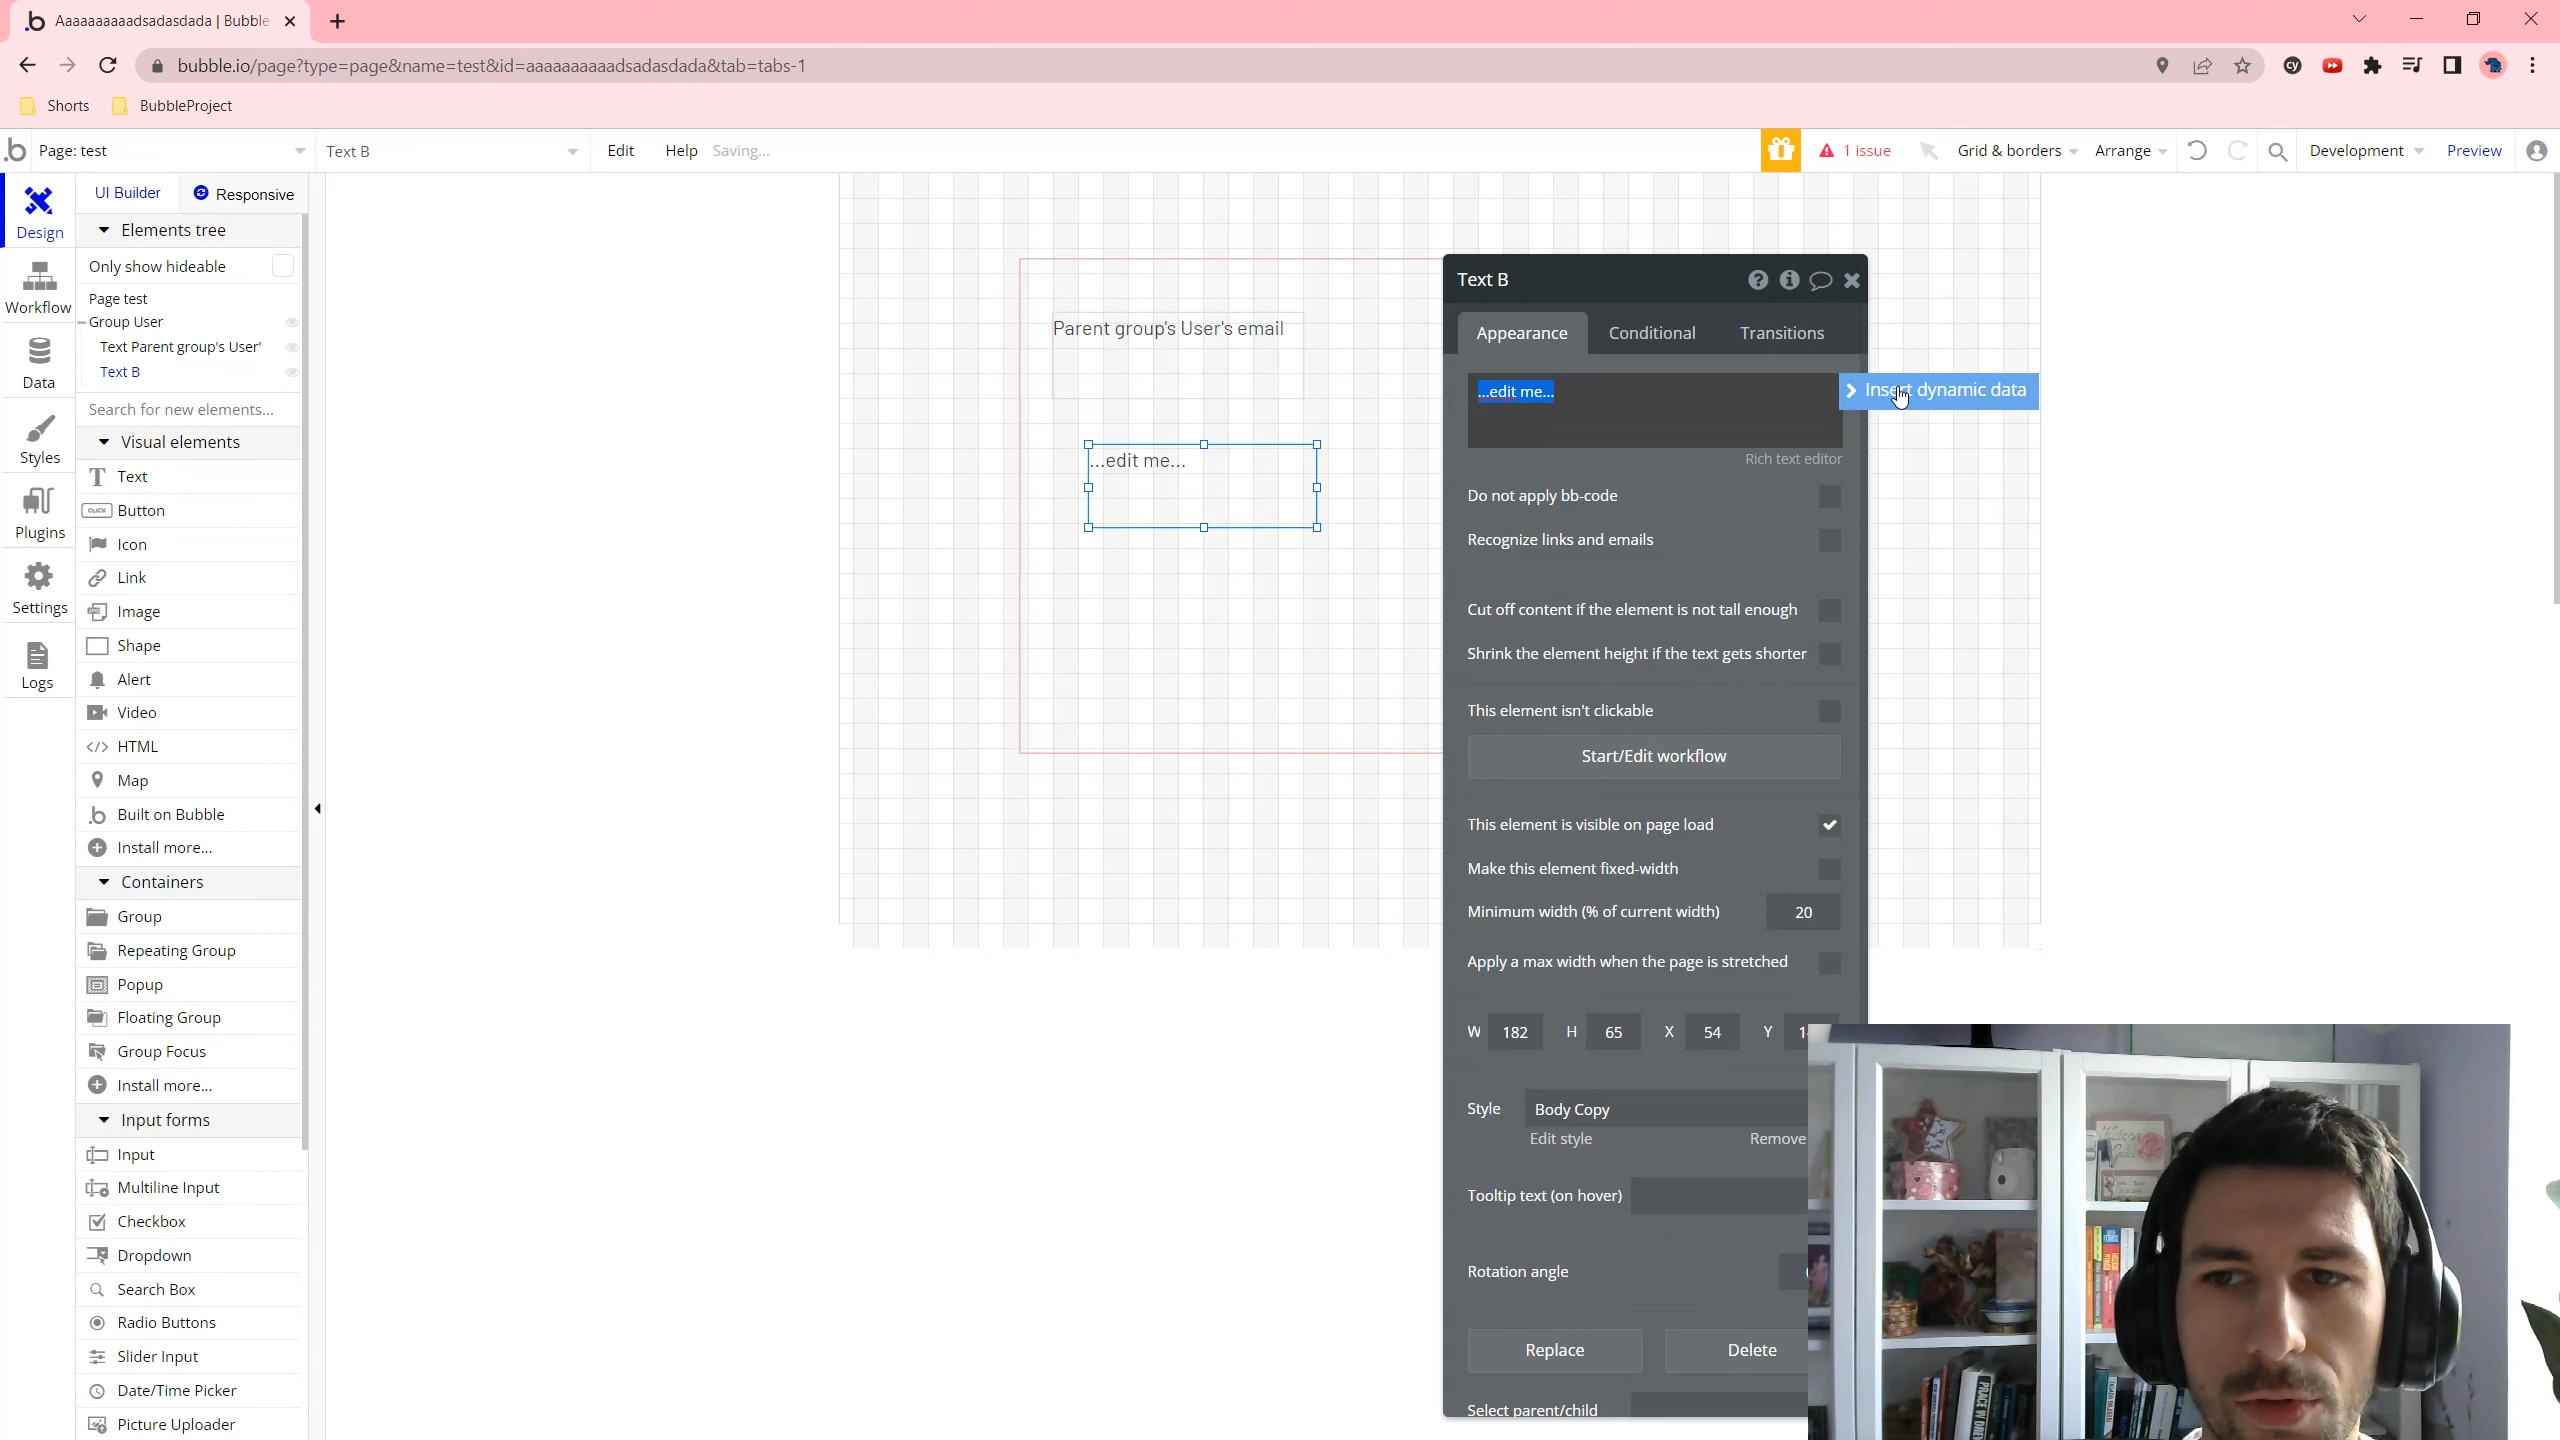 Aaaaaaaaaadsadasdada | Bubble
bubble.io/page?type=page&name=test&id=aaaaaaaaaadsadasdada&tab=tabs-1
Shorts
BubbleProject
Page: test
Text B
Edit
Help
Saving...
1 issue
Grid & borders
Arrange
Development
Preview
Design
Workflow
Data
Styles
Plugins
Settings
Logs
UI Builder
Responsive
Elements tree
Only show hideable
Page test
Group User
Text Parent group's User'
Text B
Search for new elements...
Visual elements
Text
CLICK
Button
Icon
Link
Image
Shape
Alert
Video
HTML
Map
Built on Bubble
Install more...
Containers
Group
Repeating Group
Popup
Floating Group
Group Focus
Install more...
Input forms
Input
Multiline Input
Checkbox
Dropdown
Search Box
Radio Buttons
Slider Input
Date/Time Picker
Picture Uploader
Parent group's User's email
...edit me...
Text B
Appearance
Conditional
Transitions
...edit me...
Insert dynamic data
Rich text editor
Do not apply bb-code
Recognize links and emails
Cut off content if the element is not tall enough
Shrink the element height if the text gets shorter
This element isn't clickable
Start/Edit workflow
This element is visible on page load
Make this element fixed-width
Minimum width (% of current width)
20
Apply a max width when the page is stretched
W 182 H 65 X 54 Y
Style
Body Copy
Edit style
Remove
Tooltip text (on hover)
Rotation angle
Replace
Delete
Select parent/child